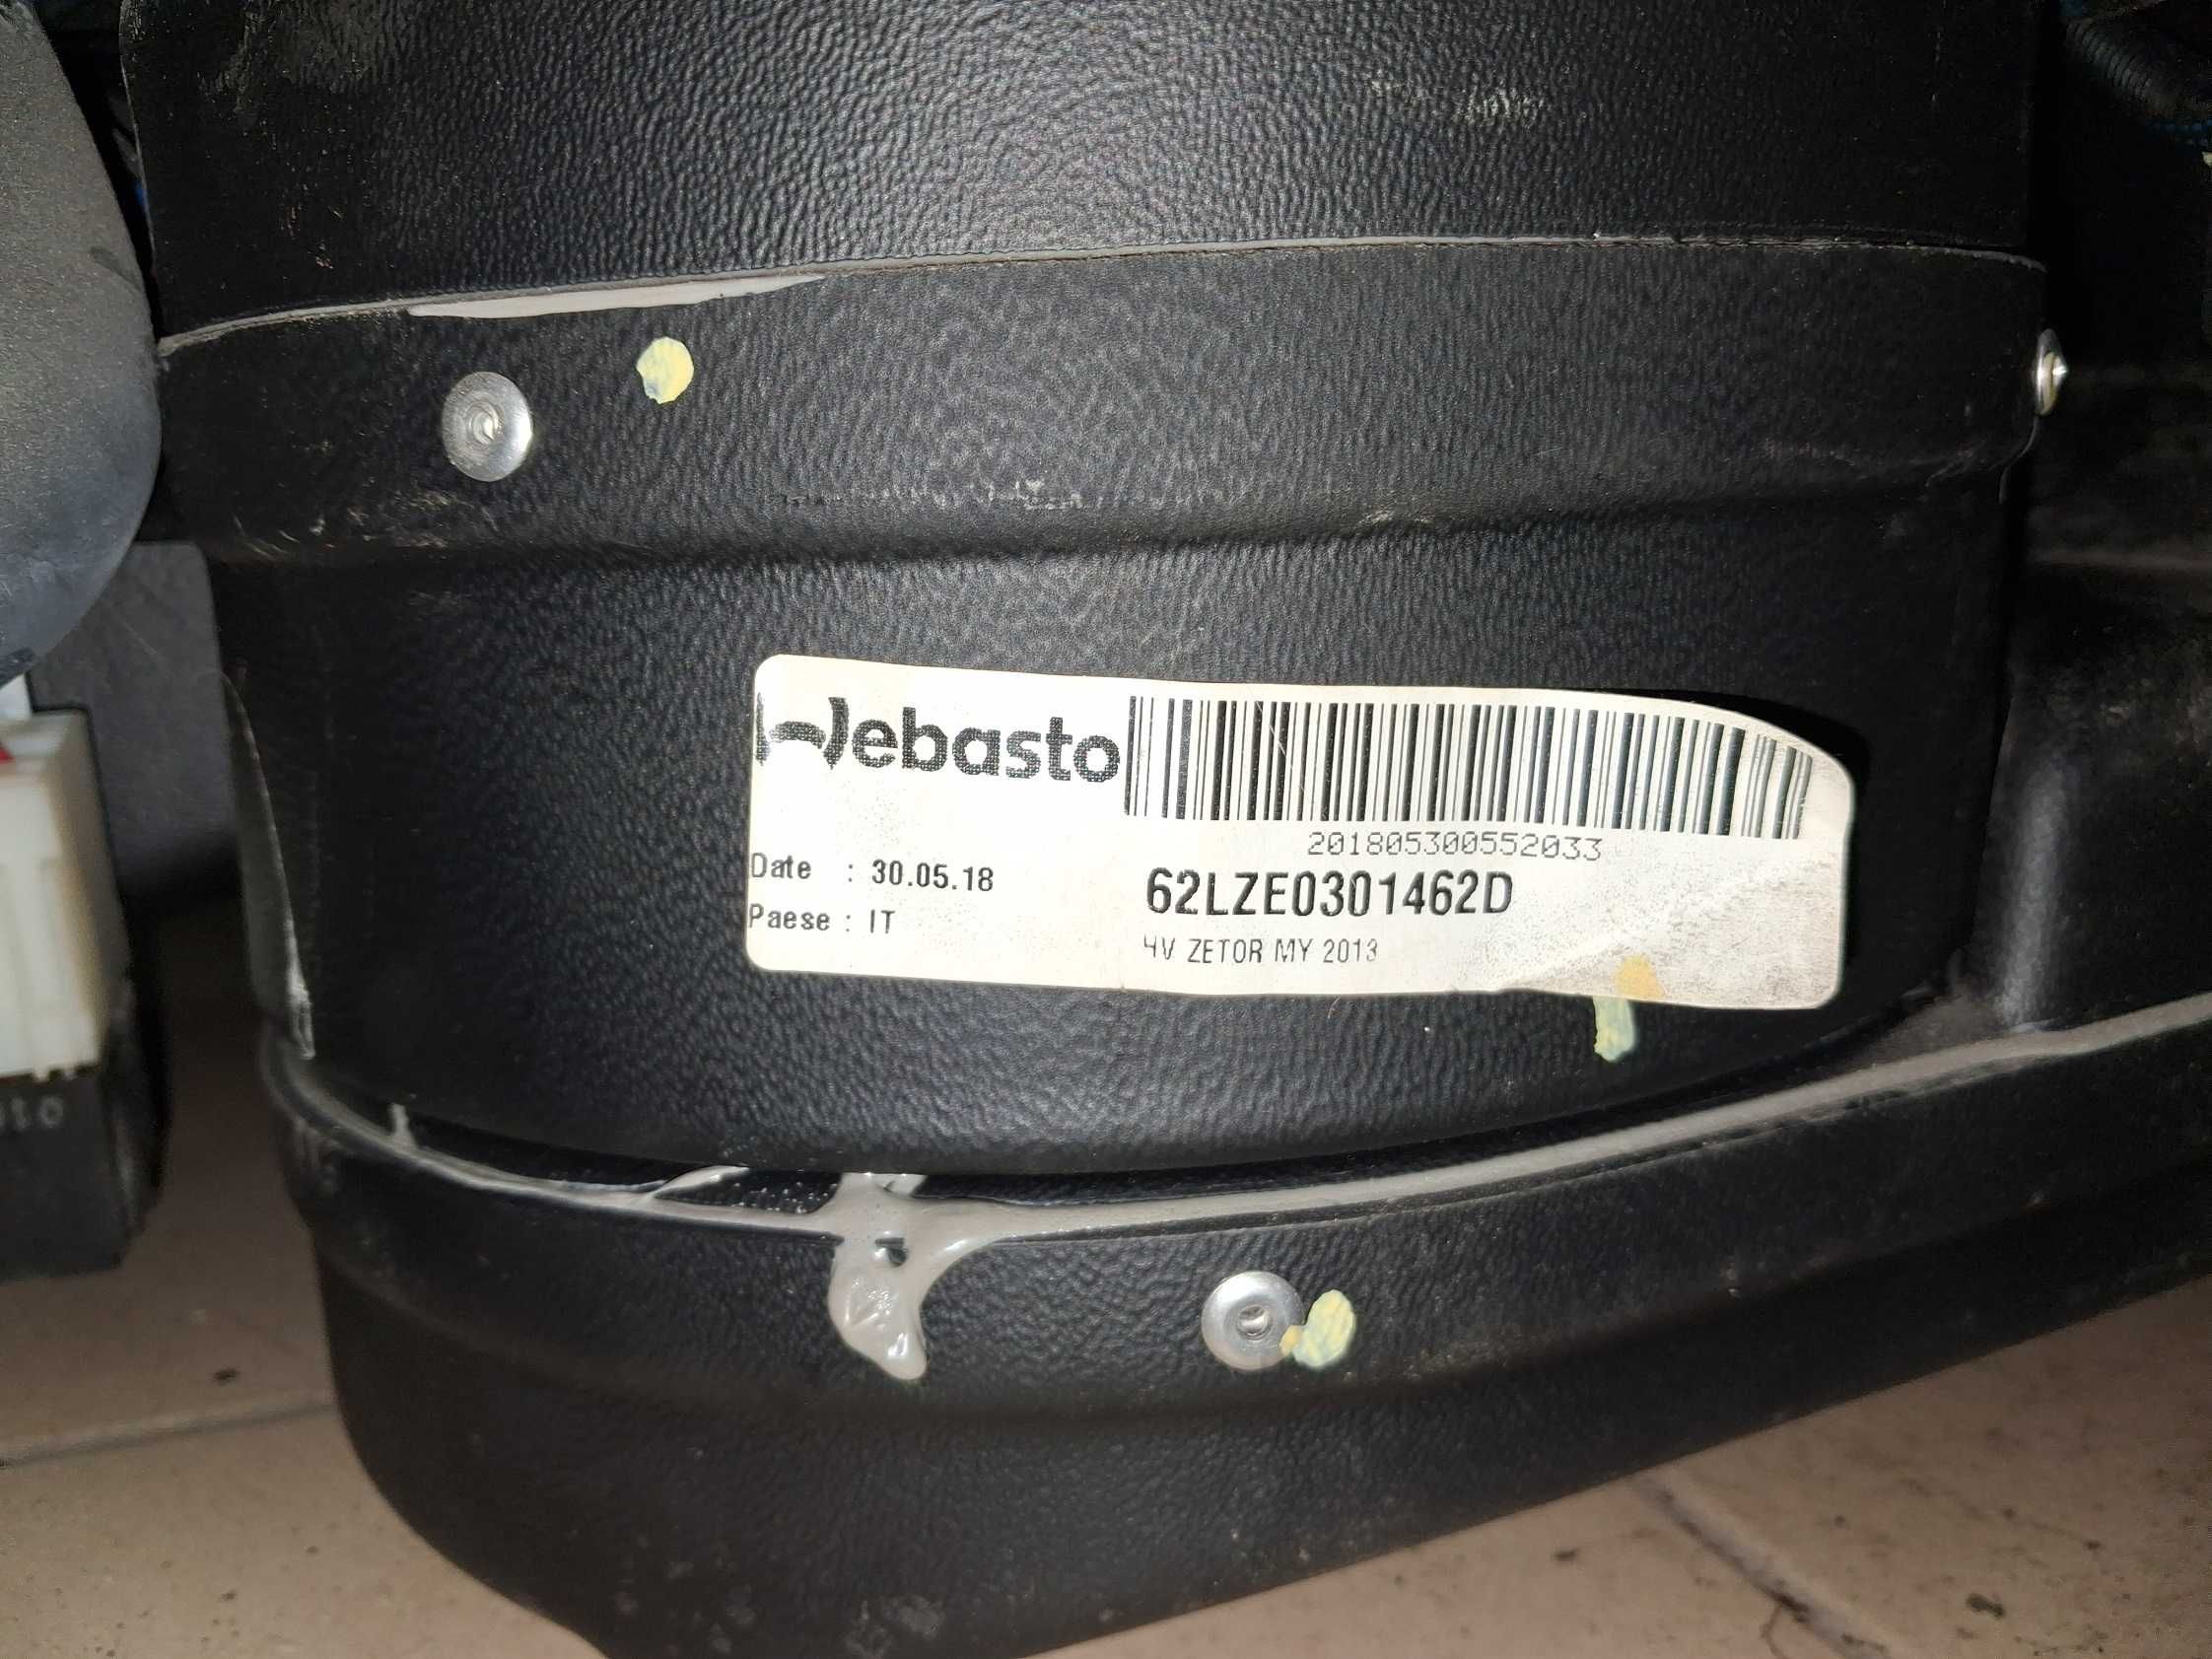 Webasto
201805300552033
Date : 30.05.18
62LZE0301462D
Paese : IT
HV ZETOR MY 2013